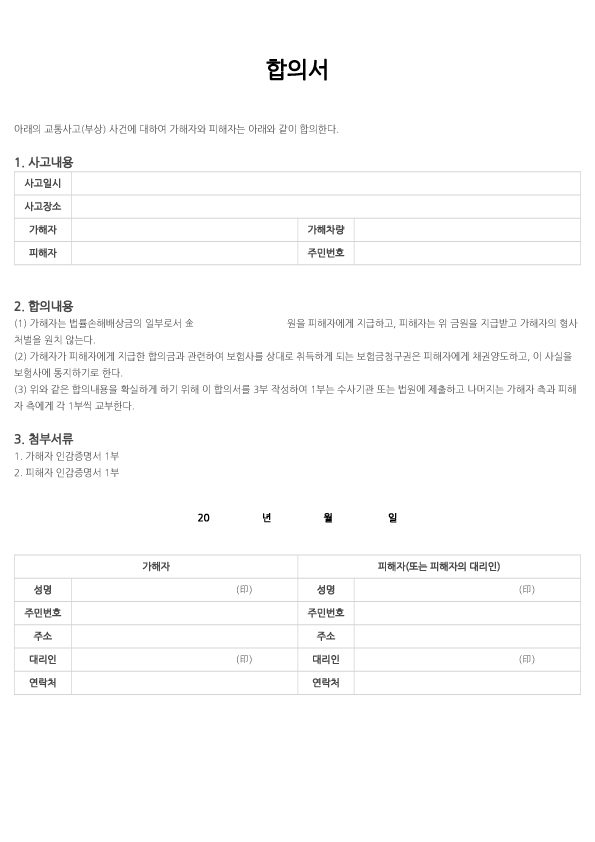 합의서
아래의 교통사고(부상) 사건에 대하여 가해자와 피해자는 아래와 같이 합의한다.
1. 사고내용
사고일시
사고장소
가해자 가헤차량
피해자 주민번호
2. 합의내용
(1) 가해자는 법률손해배상금의 일부로서 金 원을 피해자에게 지급하고, 피해자는 위 금원을 지급받고 가해자의 형사
처벌을 원치 않는다.
(2) 가해자가 피해자에게 지급한 합의금과 관련하여 보험사를 상대로 취득하게 되는 보험금청구권은 피해자에게 채권양도하고, 이 사실을
보험사에 통지하기로 한다.
(3) 위와 같은 합의내용을 확실하게 하기 위해 이 합의서를 3부 작성하여 1부는 수사기관 또는 법원에 제출하고 나머지는 가해자 측과 피해
자 측에게 각 1부씩 교부한다.
3. 첨부서류
1. 가해자 인감증명서 1부
2. 피해자 인감증명서 1부
20 년 월 일
가해자 피해자(또는 피해자의 대리인)
성명 (印) 성명 (印)
주민번호 주민번호
주소 주소
대리인 (印) 대리인 (印)
연락처 연락처